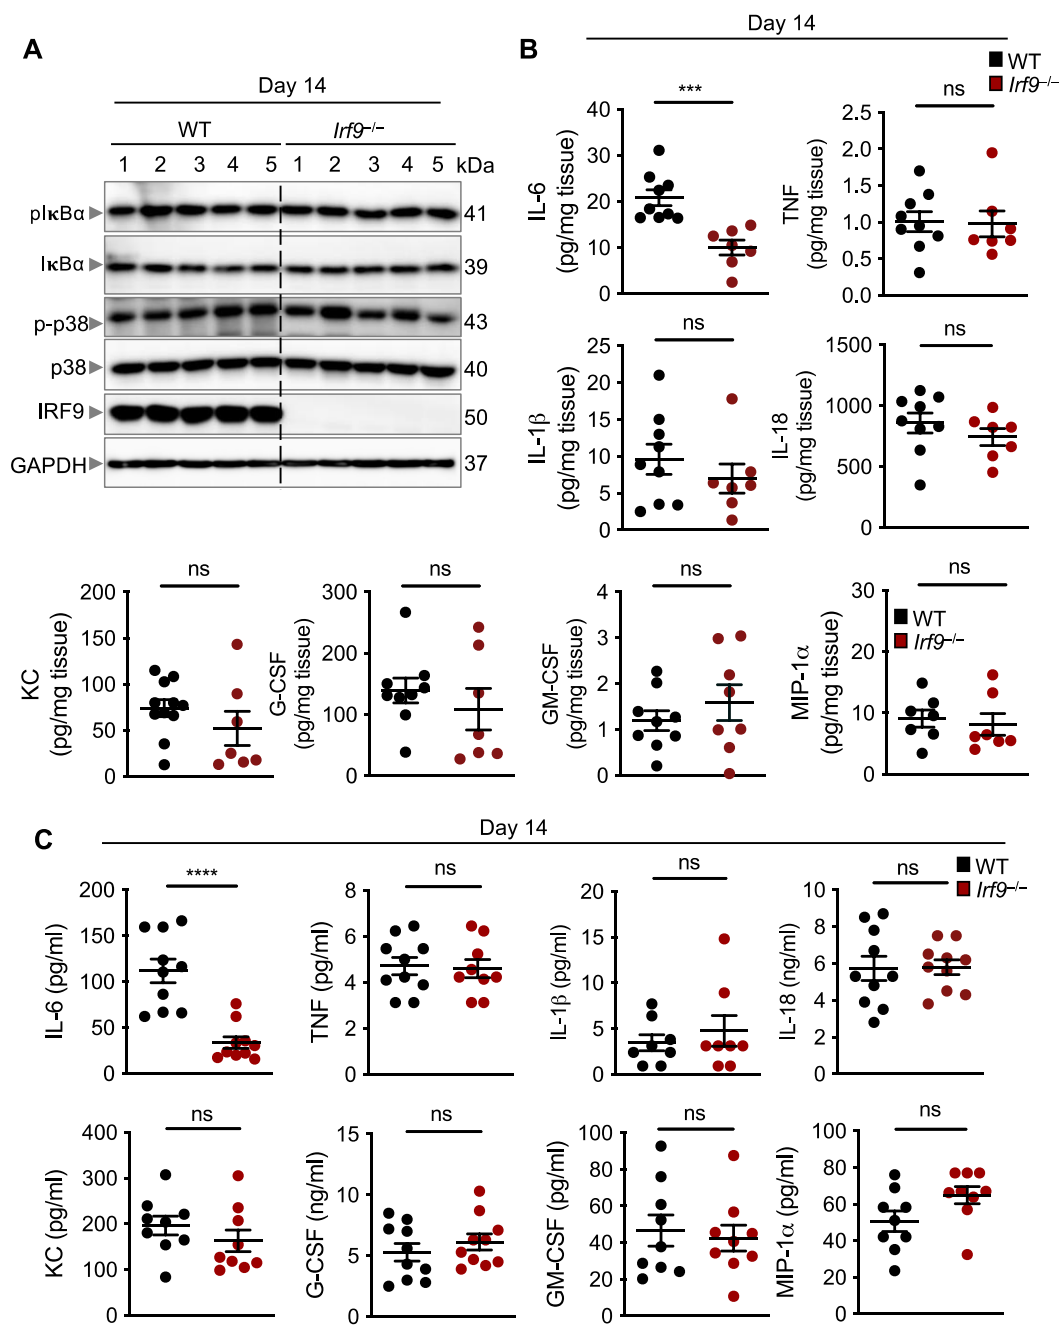 A
Day 14
WT Irf9–/–
1 2 3 4 5 1 2 3 4 5 kDa
pIκBα 41
IκBα 39
p-p38 43
p38 40
IRF9 50
GAPDH 37
B
Day 14
WT
Irf9–/–
IL-6
(pg/mg tissue)
40
30
20
10
0
***
TNF
(pg/mg tissue)
2.5
2.0
1.5
1.0
0.5
0.0
ns
IL-1β
(pg/mg tissue)
25
20
15
10
5
0
ns
IL-18
(pg/mg tissue)
1500
1000
500
0
ns
KC
(pg/mg tissue)
200
150
100
50
0
ns
G-CSF
(pg/mg tissue)
300
200
100
0
ns
GM-CSF
(pg/mg tissue)
4
3
2
1
0
ns
MIP-1α
(pg/mg tissue)
30
20
10
0
ns
WT
Irf9–/–
C
Day 14
WT
Irf9–/–
IL-6 (pg/ml)
200
150
100
50
0
****
TNF (pg/ml)
8
6
4
2
0
ns
IL-1β (pg/ml)
20
15
10
5
0
ns
IL-18 (ng/ml)
10
8
6
4
2
0
ns
KC (pg/ml)
400
300
200
100
0
ns
G-CSF (ng/ml)
15
10
5
0
ns
GM-CSF (pg/ml)
100
80
60
40
20
0
ns
MIP-1α (pg/ml)
100
80
60
40
20
0
ns